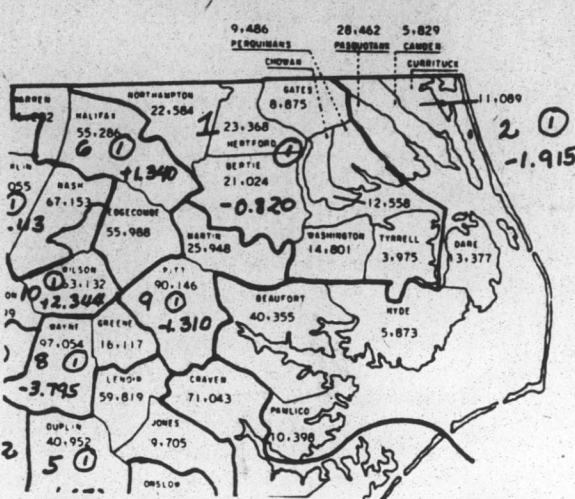 9,486 28,462 5,829
PERQUIMANS PASQUOTANK CAMDEN
CHOWAN CURRITUCK
NORTHAMPTON
22,584
GATES
8,875
11,089
HALIFAX
55,286
6 1
+1.340
1
23,368
HERTFORD 1
BERTIE
21,024
-0.820
2 1
-1.915
12,558
NASH
67,153
EDGECOMBE
55,988
MARTIN
25,948
WASHINGTON
14,801
TYRRELL
3,975
DARE
13,377
WILSON
63,132
10 1
+2.344
PITT
90,146
9 1
-1.310
BEAUFORT
40,355
HYDE
5,873
WAYNE
97,054
8 1
-3.795
GREENE
16,117
LENOIR
59,819
CRAVEN
71,043
PAMLICO
10,398
DUPLIN
40,952
5 1
JONES
9,705
ONSLOW